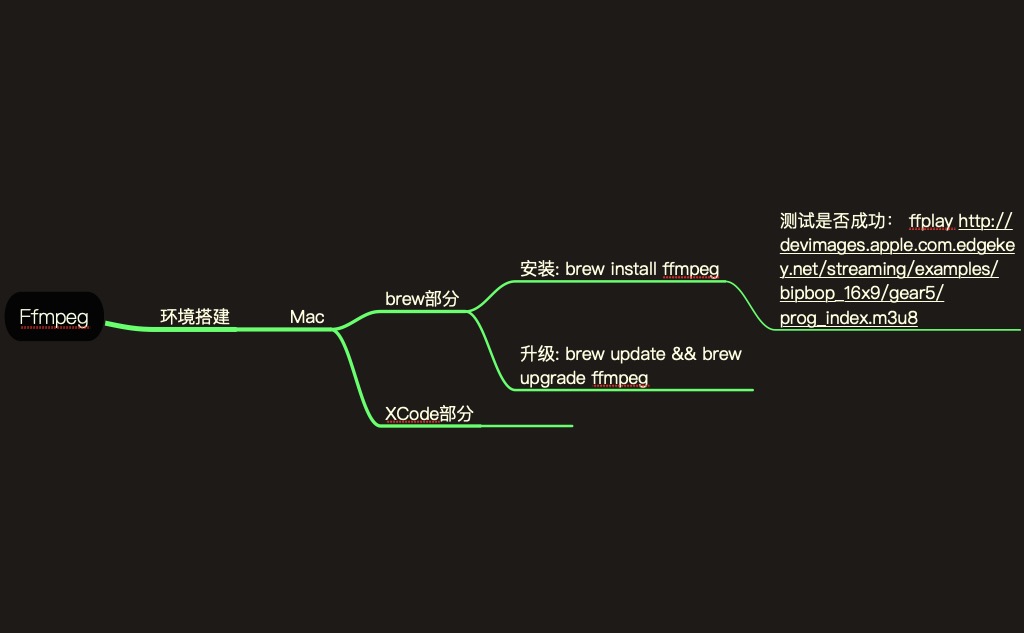 Ffmpeg
环境搭建
Mac
brew部分
安装: brew install ffmpeg
测试是否成功： ffplay http://
devimages.apple.com.edgeke
y.net/streaming/examples/
bipbop_16x9/gear5/
prog_index.m3u8
升级: brew update && brew
upgrade ffmpeg
XCode部分